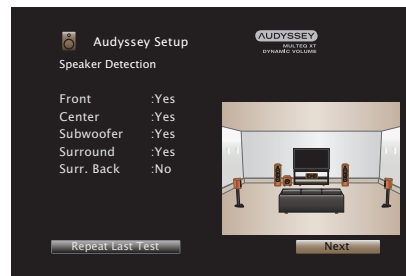 Audyssey Setup
AUDYSSEY
MULTEQ XT
DYNAMIC VOLUME
Speaker Detection
Front :Yes
Center :Yes
Subwoofer :Yes
Surround :Yes
Surr. Back :No
Repeat Last Test
Next